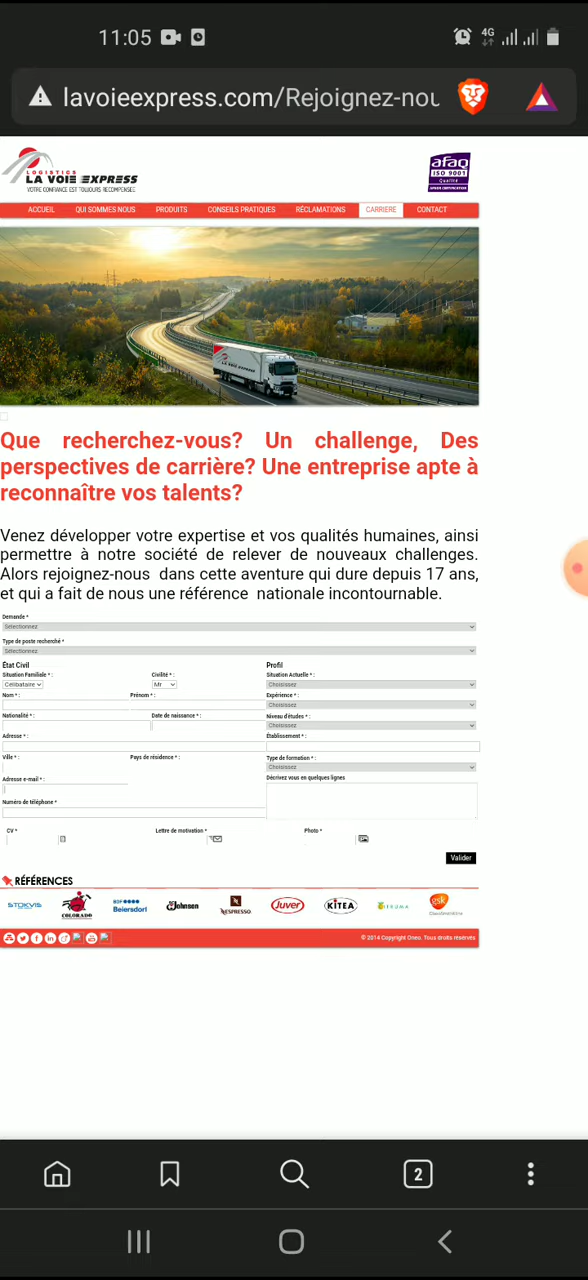 11:05
4G
lavoieexpress.com/Rejoignez-nou
LOGISTICS
LA VOIE EXPRESS
VOTRE CONFIANCE EST TOUJOURS RECOMPENSEE
afaq
ISO 9001
Qualité
AFNOR CERTIFICATION
ACCUEIL QUI SOMMES NOUS PRODUITS CONSEILS PRATIQUES RÉCLAMATIONS CARRIERE CONTACT
LA VOIE EXPRESS
Que recherchez-vous? Un challenge, Des
perspectives de carrière? Une entreprise apte à
reconnaître vos talents?
Venez développer votre expertise et vos qualités humaines, ainsi
permettre à notre société de relever de nouveaux challenges.
Alors rejoignez-nous dans cette aventure qui dure depuis 17 ans,
et qui a fait de nous une référence nationale incontournable.
Demande *
Sélectionnez
Type de poste recherché *
Sélectionnez
État Civil Profil
Situation Familiale * : Civilité * : Situation Actuelle * :
Célibataire Mr Choisissez
Nom * : Prénom * : Expérience * :
Choisissez
Nationalité * : Date de naissance * : Niveau d'études * :
Choisissez
Adresse * : Établissement * :
Ville * : Pays de résidence * : Type de formation * :
Choisissez
Adresse e-mail * : Décrivez vous en quelques lignes
Numéro de téléphone *
CV * Lettre de motivation * Photo *
Valider
RÉFÉRENCES
STOKVIS COLORADO BDF Beiersdorf Johnson NESPRESSO Juver KITEA gsk
GlaxoSmithKline
© 2014 Copyright Oneo. Tous droits réservés
2